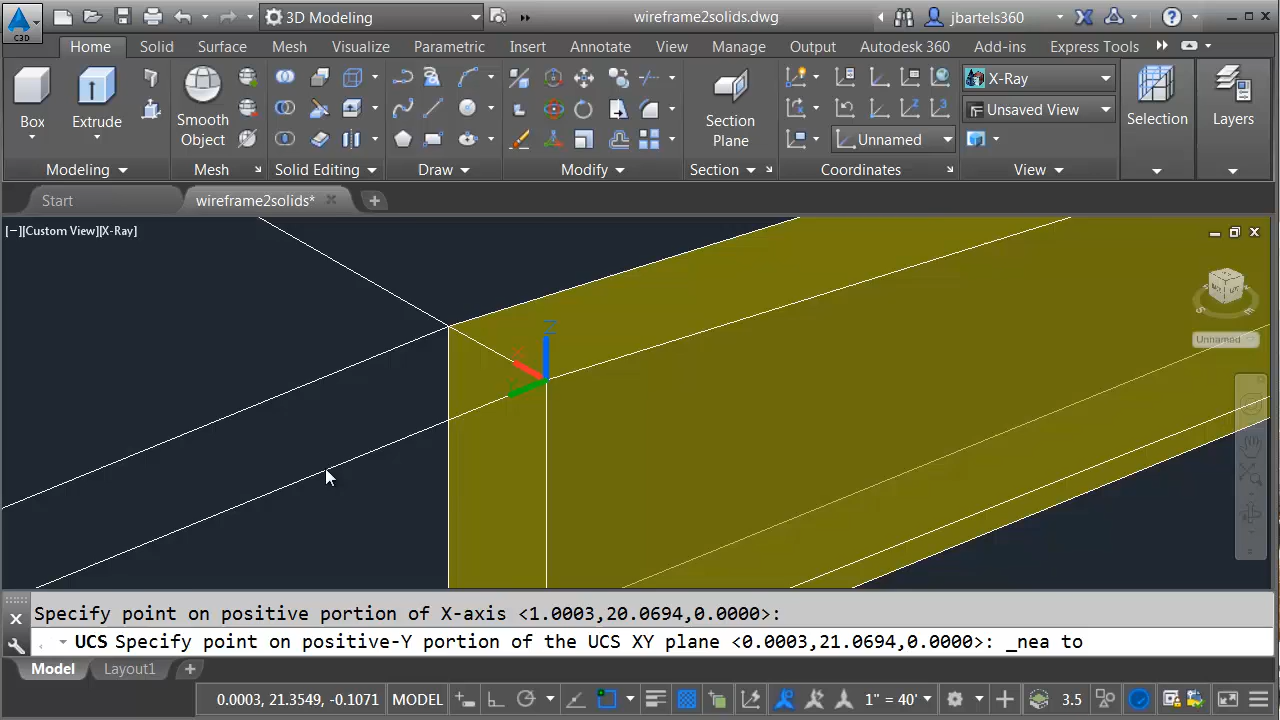 3D Modeling
wireframe2solids.dwg
jbartels360
C3D
Home Solid Surface Mesh Visualize Parametric Insert Annotate View Manage Output Autodesk 360 Add-ins Express Tools
Box
Extrude
Smooth
Object
Section
Plane
X-Ray
Unsaved View
Unnamed
Selection
Layers
Modeling Mesh Solid Editing Draw Modify Section Coordinates View
Start
wireframe2solids*
[−][Custom View][X-Ray]
Unnamed
Z
X
Specify point on positive portion of X-axis <1.0003,20.0694,0.0000>:
UCS Specify point on positive-Y portion of the UCS XY plane <0.0003,21.0694,0.0000>: _nea to
Model Layout1
0.0003, 21.3549, -0.1071 MODEL 1" = 40' 3.5